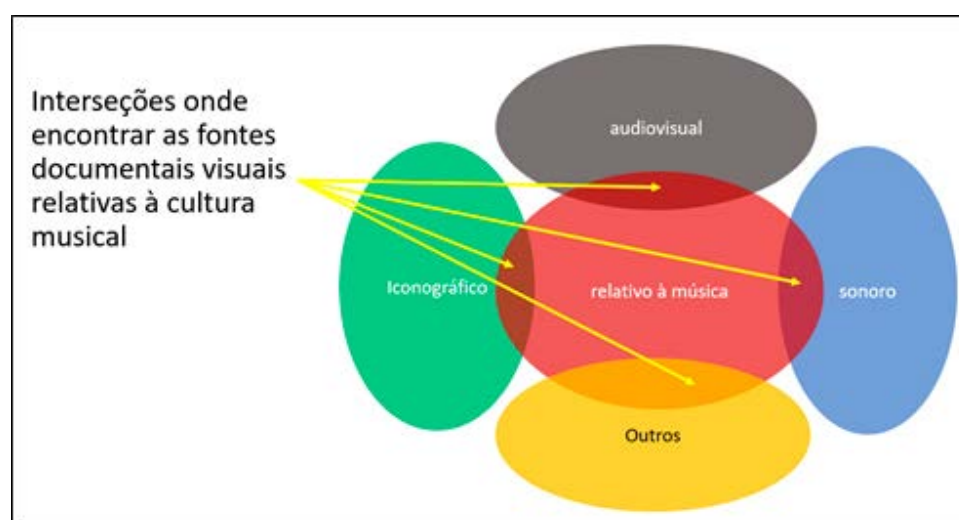 Interseções onde
encontrar as fontes
documentais visuais
relativas à cultura
musical
audiovisual
Iconográfico
relativo à música
sonoro
Outros